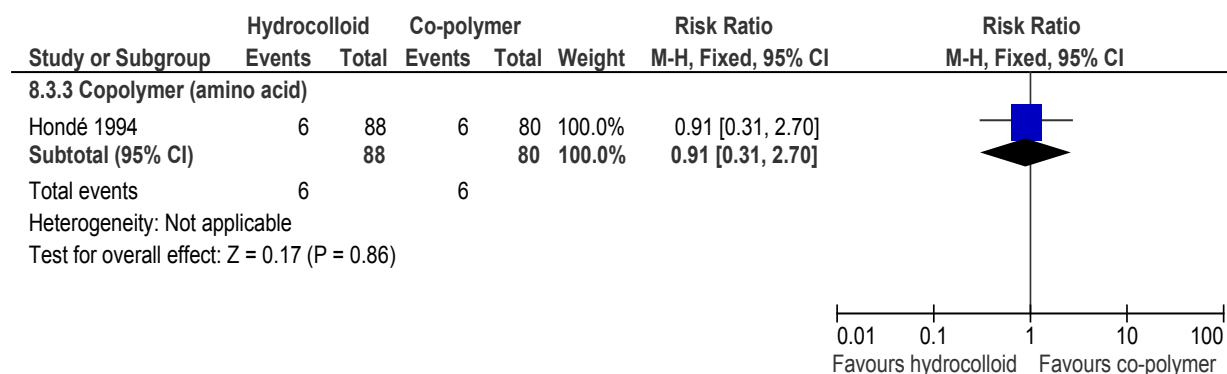 Hydrocolloid Co-polymer Risk Ratio Risk Ratio
Study or Subgroup Events Total Events Total Weight M-H, Fixed, 95% CI M-H, Fixed, 95% CI
8.3.3 Copolymer (amino acid)
Hondé 1994 6 88 6 80 100.0% 0.91 [0.31, 2.70]
Subtotal (95% CI) 88 80 100.0% 0.91 [0.31, 2.70]
Total events 6 6
Heterogeneity: Not applicable
Test for overall effect: Z = 0.17 (P = 0.86)
0.01 0.1 1 10 100
Favours hydrocolloid Favours co-polymer